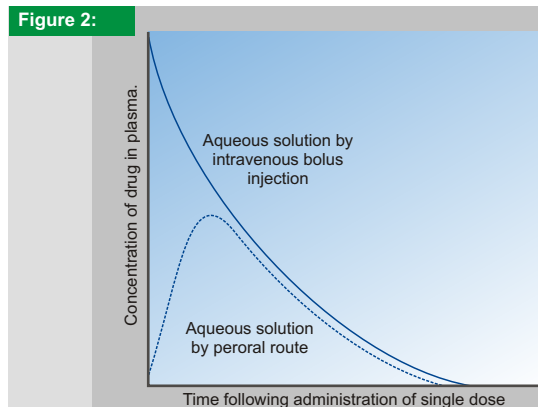 Figure 2:
Concentration of drug in plasma.
Aqueous solution by
intravenous bolus
injection
Aqueous solution
by peroral route
Time following administration of single dose